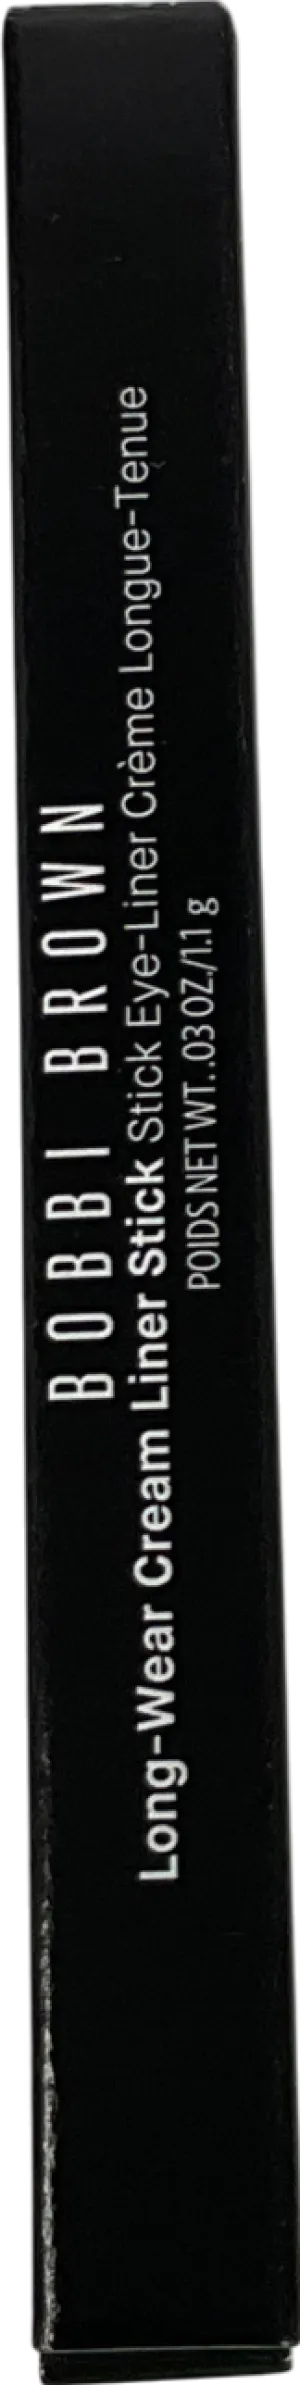 BOBBI BROWN
Long-Wear Cream Liner Stick Stick Eye-Liner Crème Longue-Tenue
POIDS NET WT. .03 OZ./1.1 g